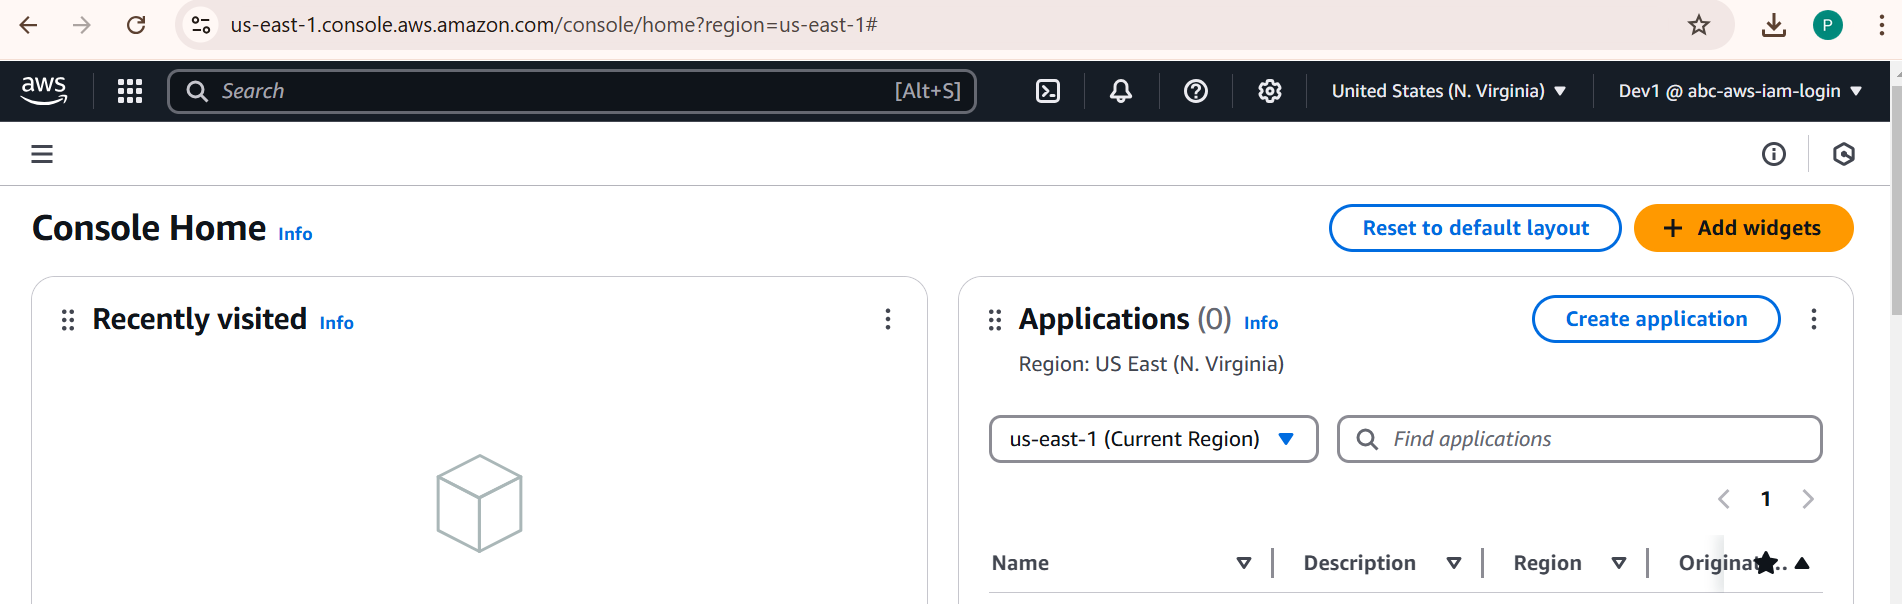 us-east-1.console.aws.amazon.com/console/home?region=us-east-1#
P
aws
Search [Alt+S]
United States (N. Virginia)
Dev1 @ abc-aws-iam-login
Console Home Info
Reset to default layout
+ Add widgets
Recently visited Info
Applications (0) Info
Create application
Region: US East (N. Virginia)
us-east-1 (Current Region)
Find applications
1
Name Description Region